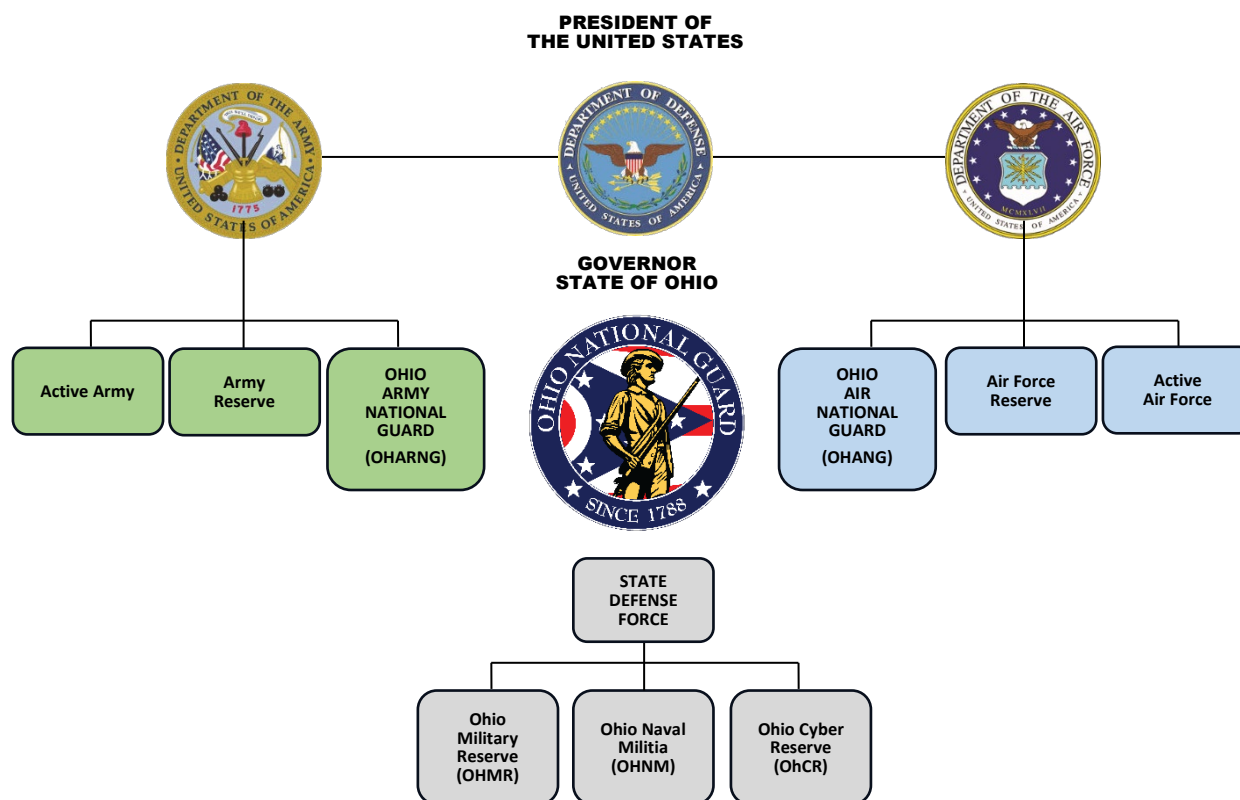 PRESIDENT OF
THE UNITED STATES
DEPARTMENT OF THE ARMY
UNITED STATES OF AMERICA
1775
DEPARTMENT OF DEFENSE
UNITED STATES OF AMERICA
DEPARTMENT OF THE AIR FORCE
UNITED STATES OF AMERICA
MCMXLVII
GOVERNOR
STATE OF OHIO
Active Army
Army
Reserve
OHIO
ARMY
NATIONAL
GUARD
(OHARNG)
OHIO NATIONAL GUARD
SINCE 1788
OHIO
AIR
NATIONAL
GUARD
(OHANG)
Air Force
Reserve
Active
Air Force
STATE
DEFENSE
FORCE
Ohio
Military
Reserve
(OHMR)
Ohio Naval
Militia
(OHNM)
Ohio Cyber
Reserve
(OhCR)